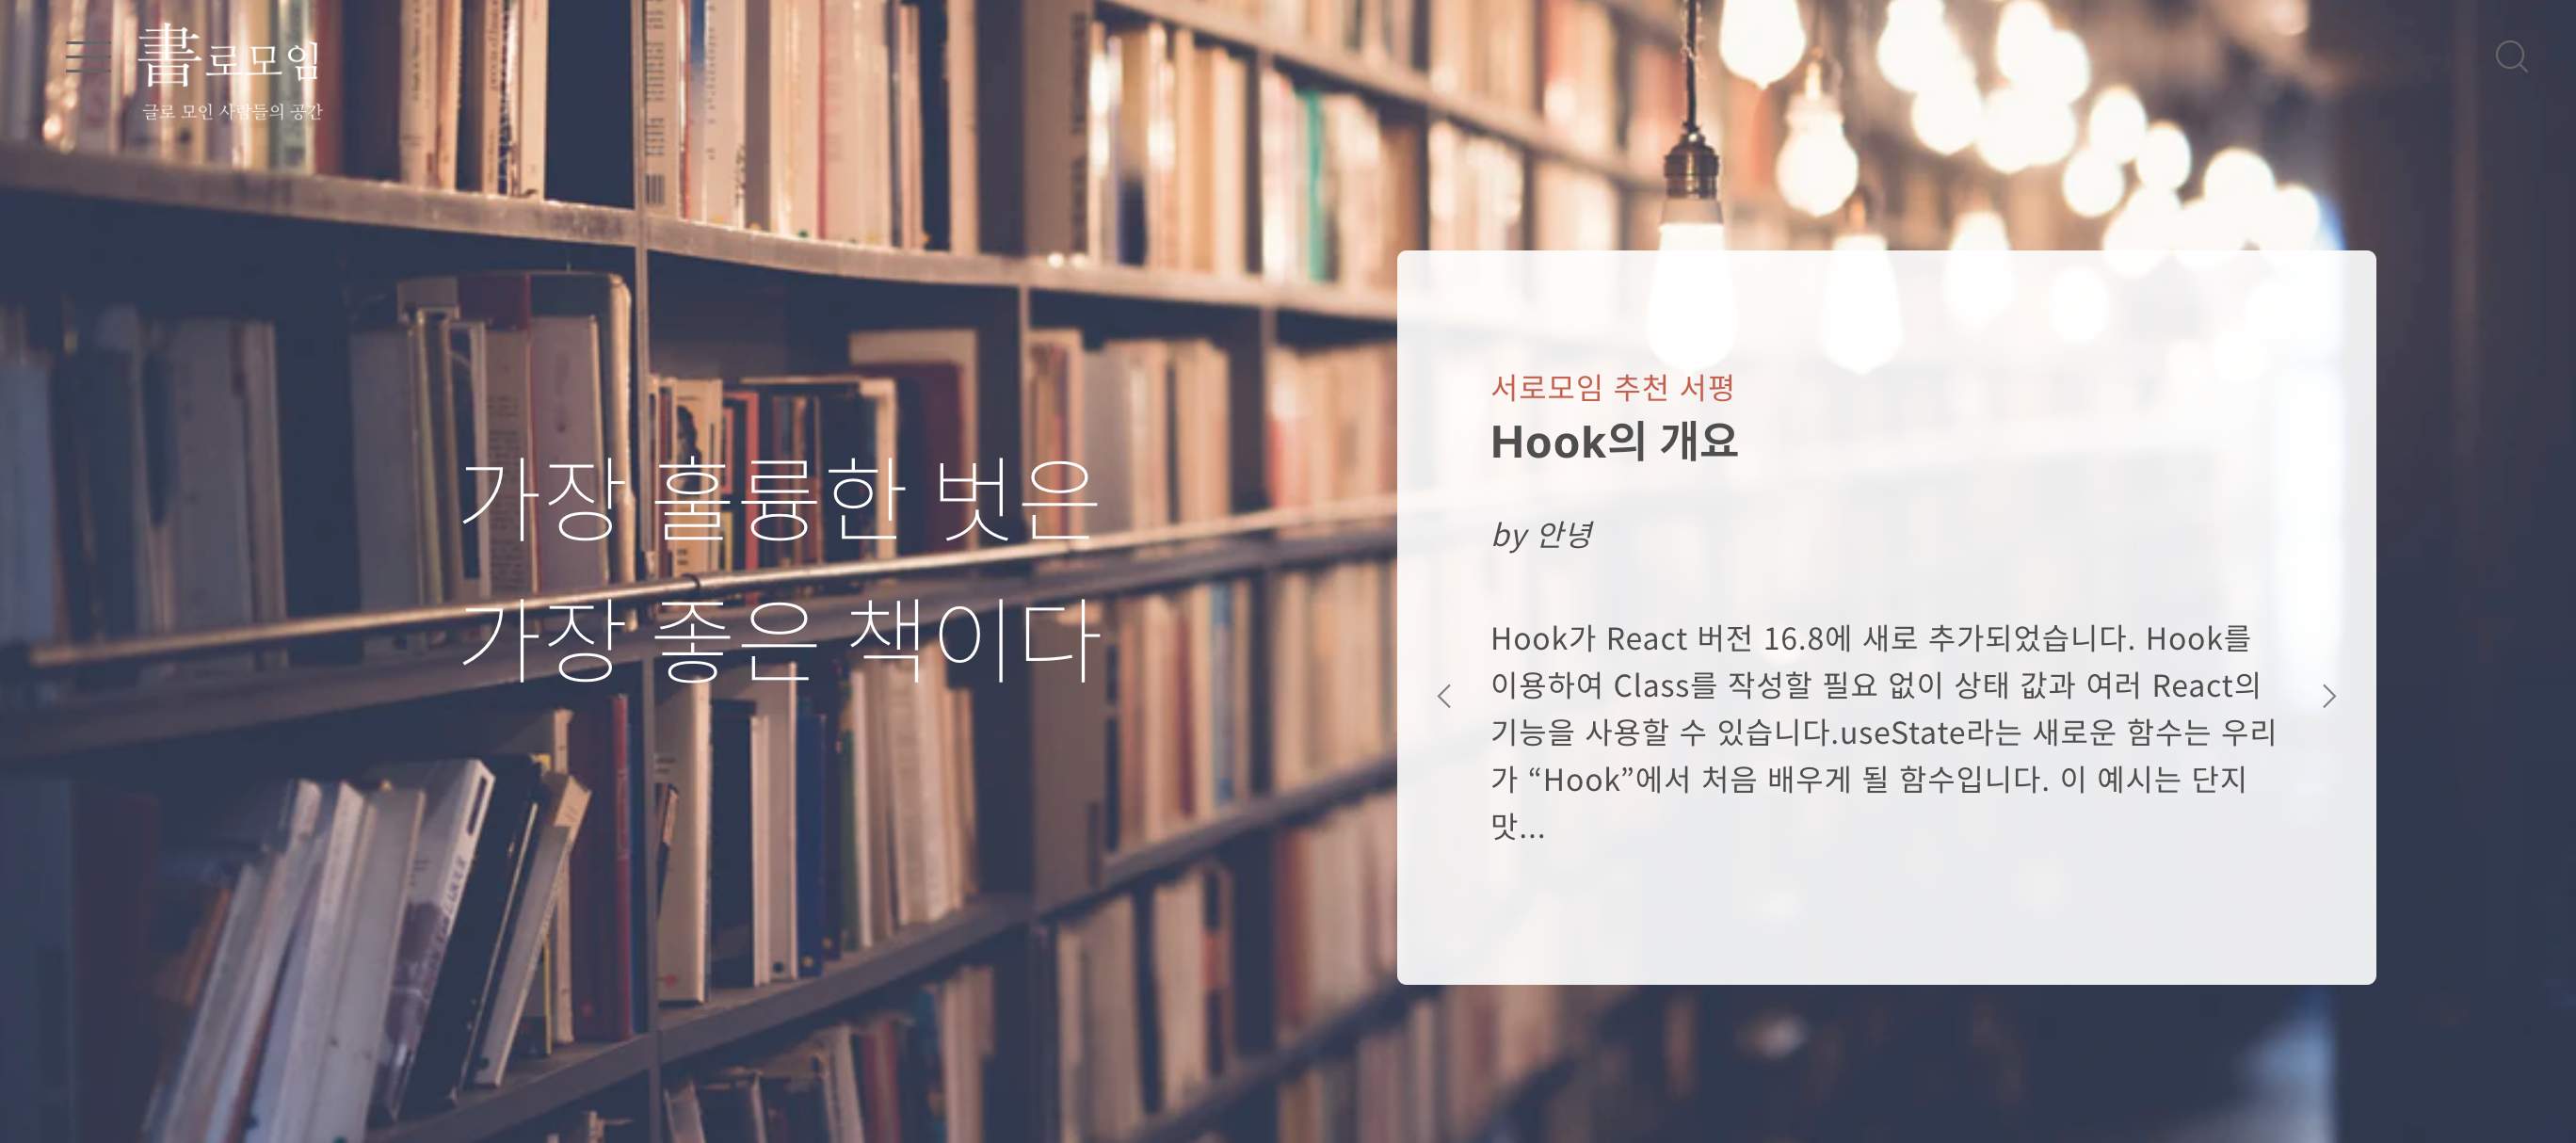 書로모임
글로 모인 사람들의 공간
가장 훌륭한 벗은
가장 좋은 책이다
서로모임 추천 서평
Hook의 개요
by 안녕
Hook가 React 버전 16.8에 새로 추가되었습니다. Hook를
이용하여 Class를 작성할 필요 없이 상태 값과 여러 React의
기능을 사용할 수 있습니다.useState라는 새로운 함수는 우리
가 “Hook”에서 처음 배우게 될 함수입니다. 이 예시는 단지
맛...